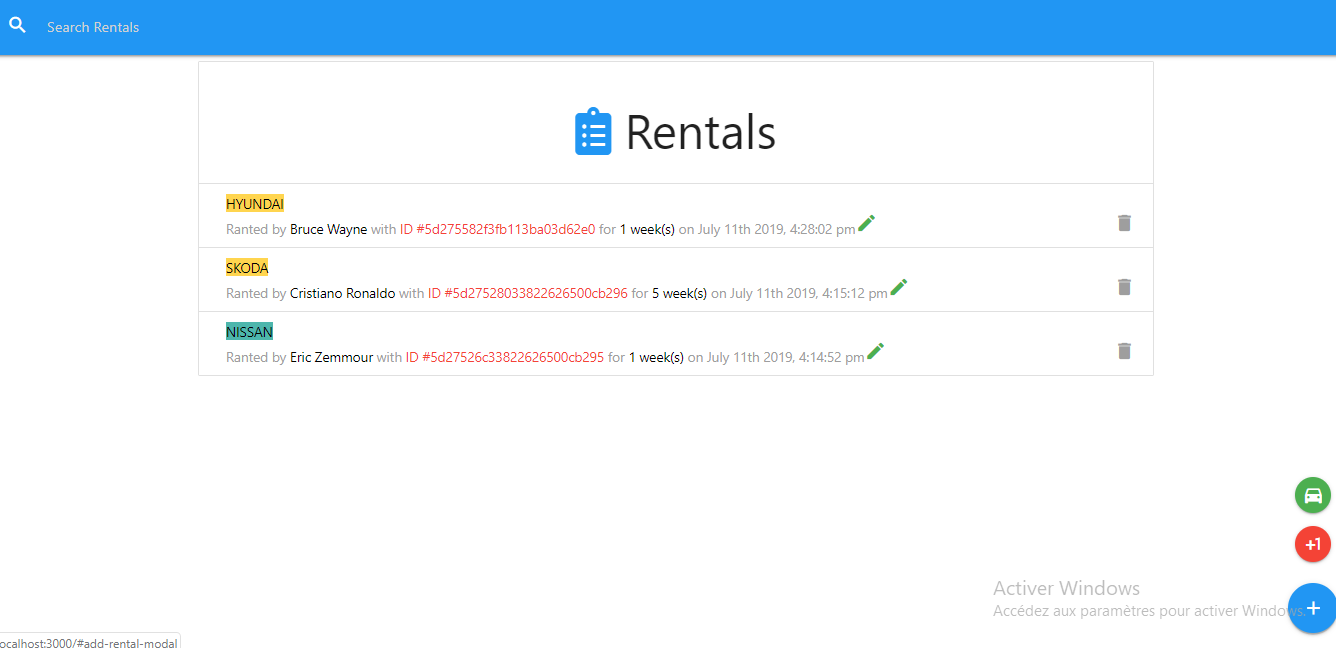 Search Rentals
Rentals
HYUNDAI
Ranted by Bruce Wayne with ID #5d275582f3fb113ba03d62e0 for 1 week(s) on July 11th 2019, 4:28:02 pm
SKODA
Ranted by Cristiano Ronaldo with ID #5d27528033822626500cb296 for 5 week(s) on July 11th 2019, 4:15:12 pm
NISSAN
Ranted by Eric Zemmour with ID #5d27526c33822626500cb295 for 1 week(s) on July 11th 2019, 4:14:52 pm
+1
Activer Windows
Accédez aux paramètres pour activer Windows.
+
ocalhost:3000/#add-rental-modal